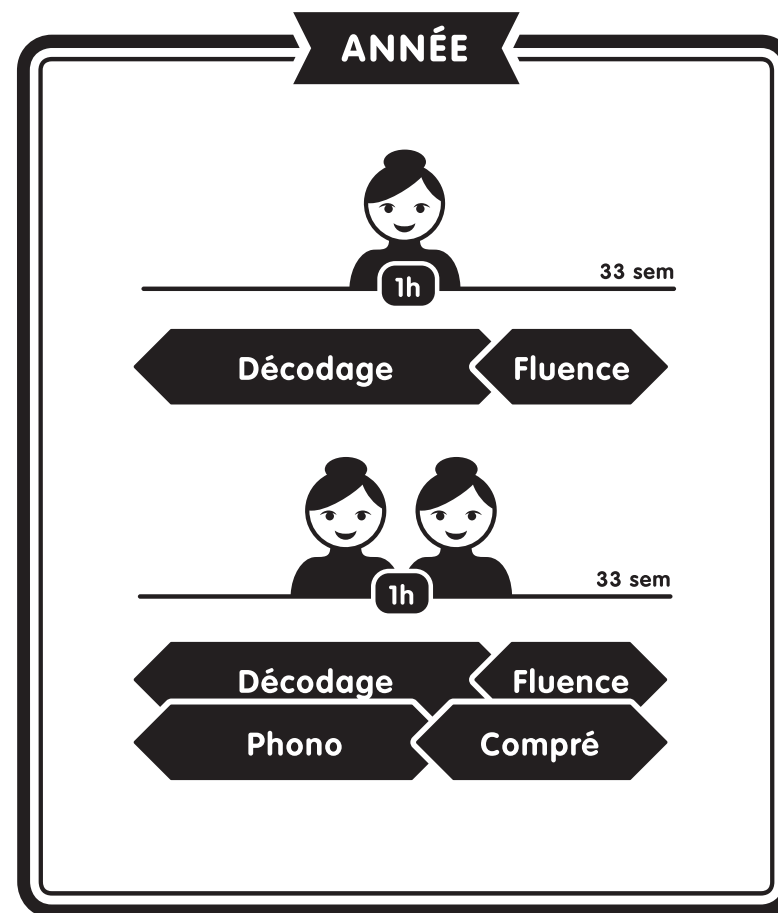 ANNÉE
33 sem
1h
Décodage
Fluence
33 sem
1h
Décodage
Fluence
Phono
Compré